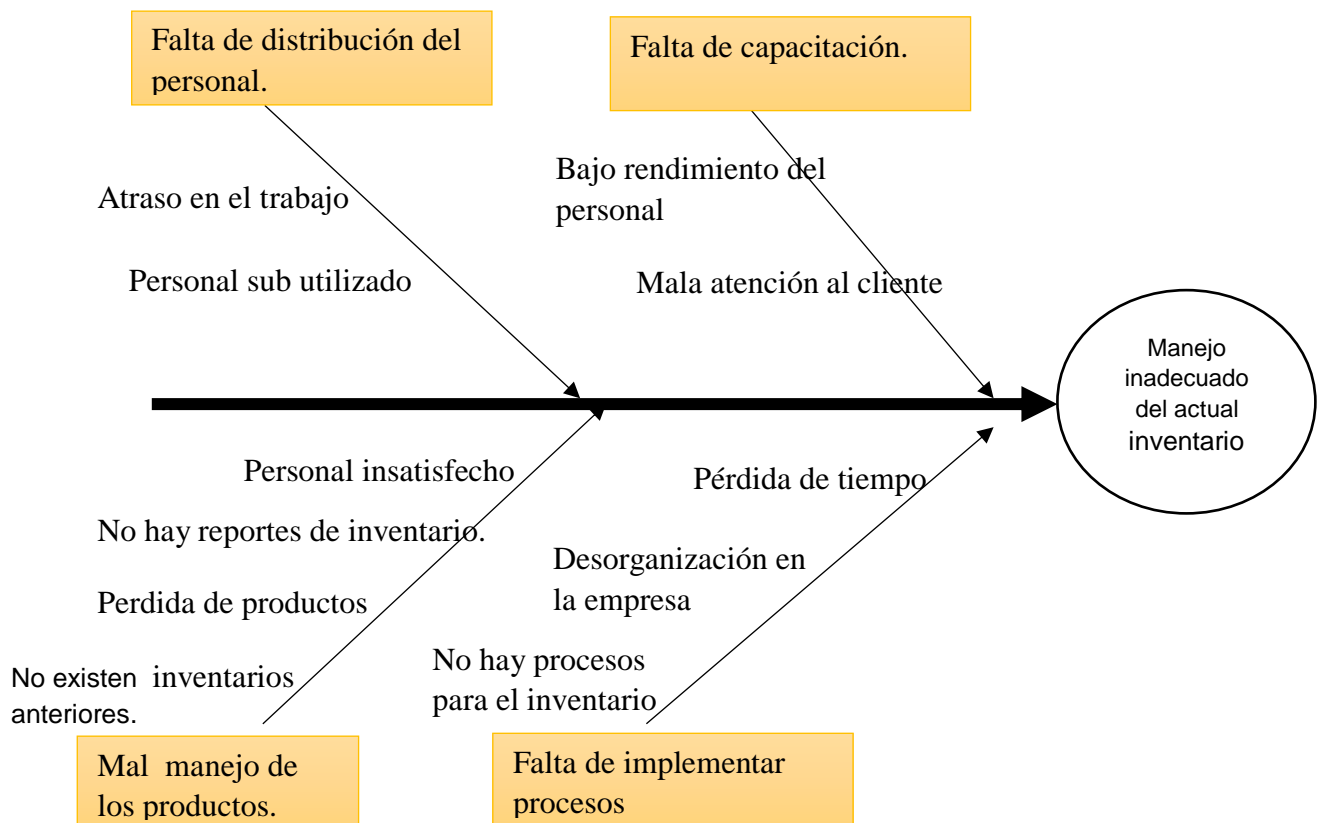 Falta de distribución del
personal.
Falta de capacitación.
Atraso en el trabajo
Personal sub utilizado
Bajo rendimiento del
personal
Mala atención al cliente
Manejo
inadecuado
del actual
inventario
Personal insatisfecho
No hay reportes de inventario.
Perdida de productos
No existen inventarios
anteriores.
Pérdida de tiempo
Desorganización en
la empresa
No hay procesos
para el inventario
Mal manejo de
los productos.
Falta de implementar
procesos